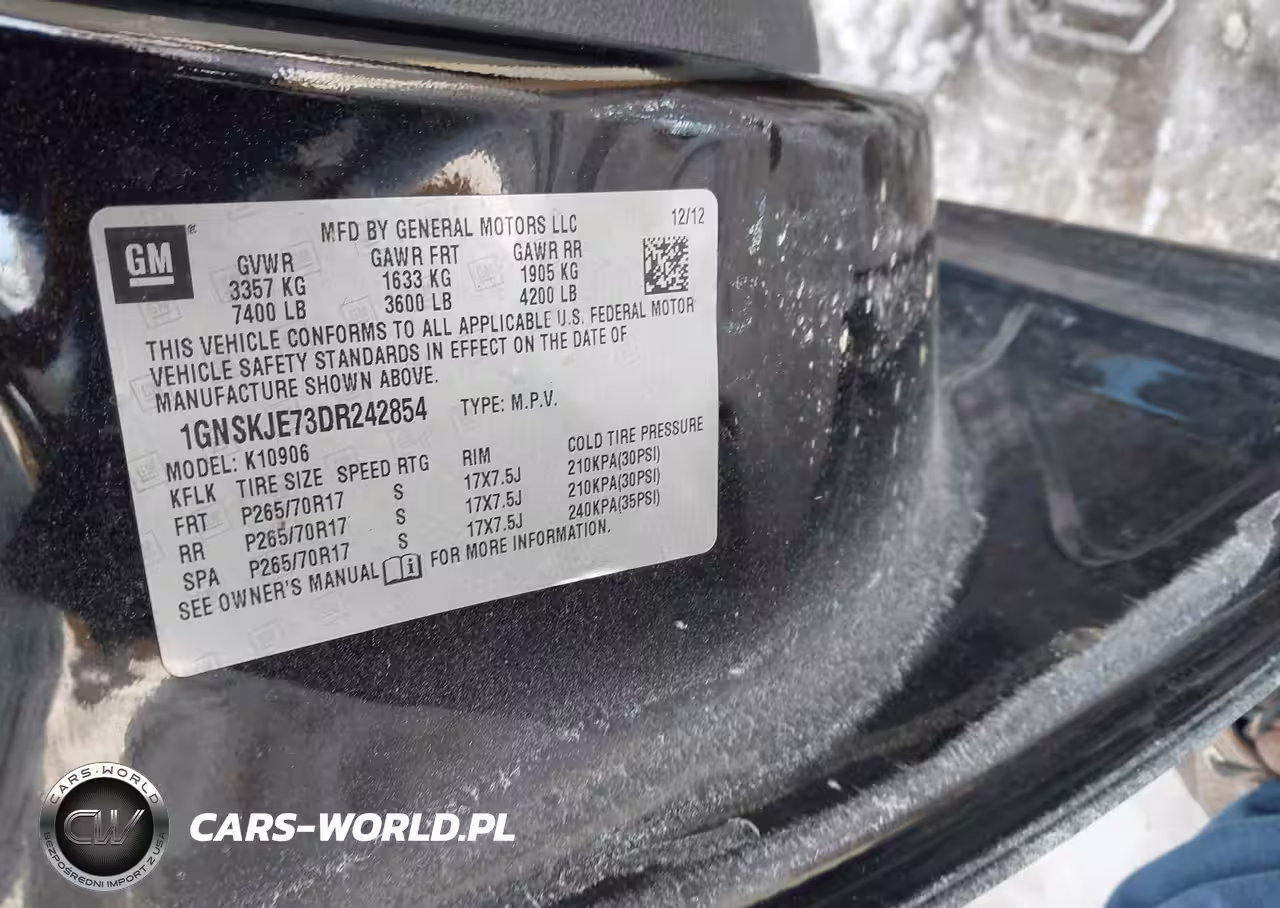 MFD BY GENERAL MOTORS LLC 12/12
GM ®
GVWR GAWR FRT GAWR RR
3357 KG 1633 KG 1905 KG
7400 LB 3600 LB 4200 LB
THIS VEHICLE CONFORMS TO ALL APPLICABLE U.S. FEDERAL MOTOR
VEHICLE SAFETY STANDARDS IN EFFECT ON THE DATE OF
MANUFACTURE SHOWN ABOVE.
1GNSKJE73DR242854 TYPE: M.P.V.
MODEL: K10906
KFLK TIRE SIZE SPEED RTG RIM COLD TIRE PRESSURE
FRT P265/70R17 S 17X7.5J 210KPA(30PSI)
RR P265/70R17 S 17X7.5J 210KPA(30PSI)
SPA P265/70R17 S 17X7.5J 240KPA(35PSI)
SEE OWNER'S MANUAL FOR MORE INFORMATION.
CARS-WORLD
CW
BEZPOŚREDNI IMPORT Z USA
CARS-WORLD.PL